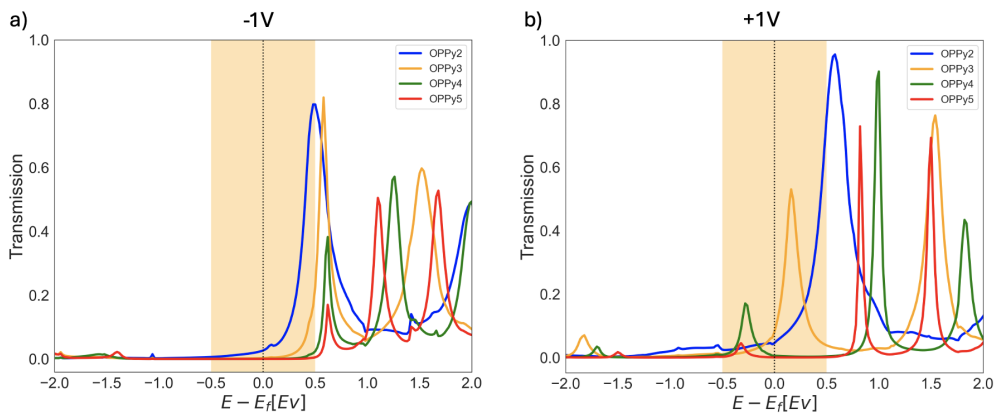 a)
-1V
1.0
0.8
0.6
0.4
0.2
0.0
Transmission
OPPy2
OPPy3
OPPy4
OPPy5
-2.0 -1.5 -1.0 -0.5 0.0 0.5 1.0 1.5 2.0
E − E_f[Ev]
b)
+1V
1.0
0.8
0.6
0.4
0.2
0.0
Transmission
OPPy2
OPPy3
OPPy4
OPPy5
−2.0 −1.5 −1.0 −0.5 0.0 0.5 1.0 1.5 2.0
E − E_f[Ev]